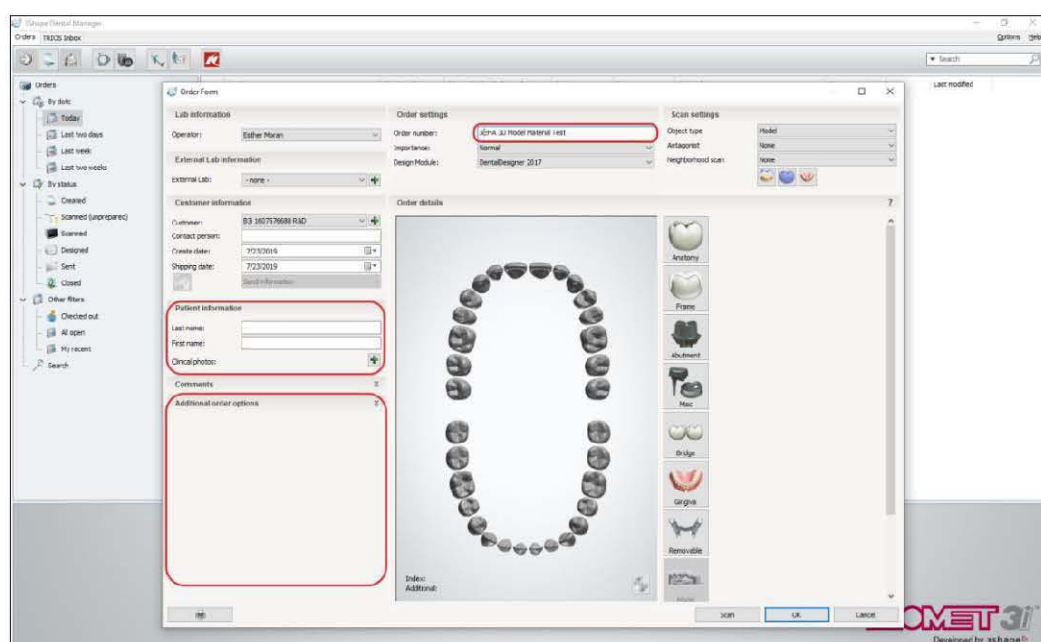 3Shape Dental Manager
Orders TRIOS Inbox
Options Help
Search
Orders
By date
Today
Last two days
Last week
Last two weeks
By status
Created
Scanned (unprepared)
Scanned
Designed
Sent
Closed
Other filters
Checked out
All open
My recent
Search
Last modified
Order Form
Lab information
Operator: Esther Moran
External Lab information
External Lab: - none -
Customer information
Customer:
Contact person:
Create date: 7/23/2019
Shipping date: 7/23/2019
Send information
Patient information
Last name:
First name:
Clinical photos:
Comments
Additional order options
Order settings
Order number: 3D Model Material Test
Importance: Normal
Design Module: DentalDesigner 2017
Scan settings
Object type Model
Antagonist None
Neighborhood scan None
Order details ?
Anatomy
Frame
Abutment
Misc
Bridge
Gingiva
Removable
Index:
Additional:
Scan OK Cancel
3i
Developed by 3shape